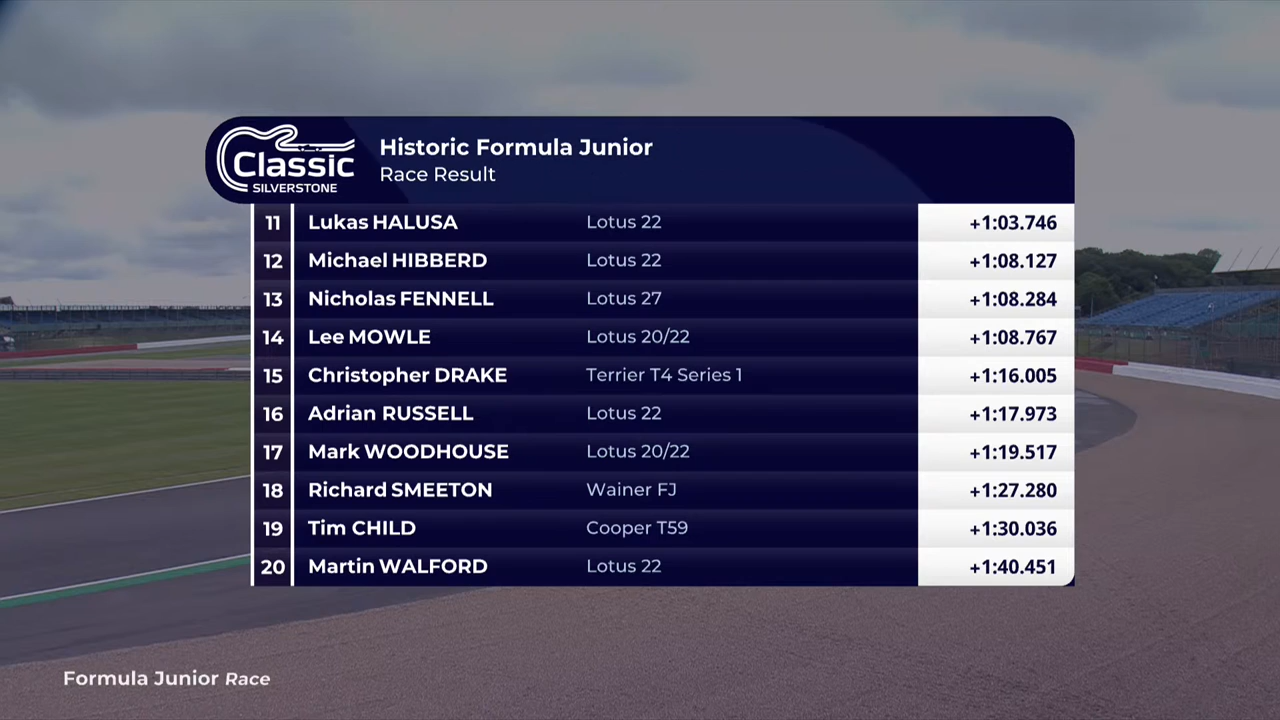 Classic
SILVERSTONE
Historic Formula Junior
Race Result
11 Lukas HALUSA Lotus 22 +1:03.746
12 Michael HIBBERD Lotus 22 +1:08.127
13 Nicholas FENNELL Lotus 27 +1:08.284
14 Lee MOWLE Lotus 20/22 +1:08.767
15 Christopher DRAKE Terrier T4 Series 1 +1:16.005
16 Adrian RUSSELL Lotus 22 +1:17.973
17 Mark WOODHOUSE Lotus 20/22 +1:19.517
18 Richard SMEETON Wainer FJ +1:27.280
19 Tim CHILD Cooper T59 +1:30.036
20 Martin WALFORD Lotus 22 +1:40.451
Formula Junior Race